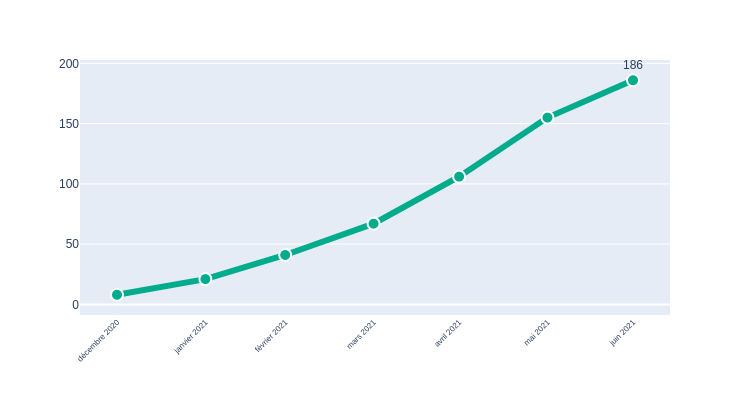 200
186
150
100
50
0
décembre 2020
janvier 2021
février 2021
mars 2021
avril 2021
mai 2021
juin 2021